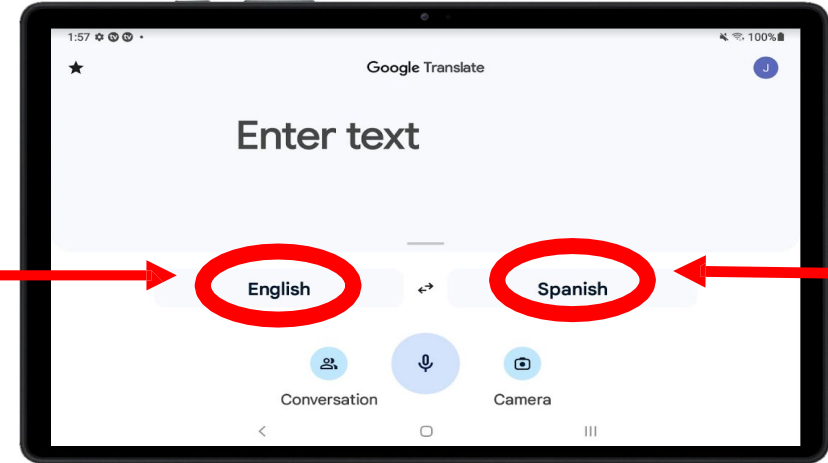 1:57
100%
Google Translate
J
Enter text
English
Spanish
Conversation
Camera